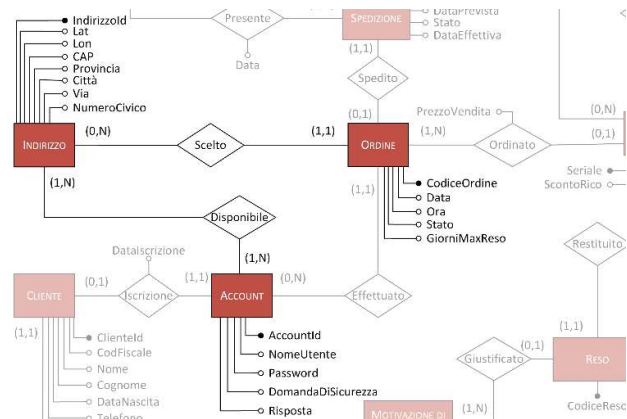 Presente
Data
SPEDIZIONE
DataPrevista
Stato
DataEffettiva
(1,1)
Spedito
(0,1)
IndirizzoId
Lat
Lon
CAP
Provincia
Città
Via
NumeroCivico
INDIRIZZO
(0,N)
Scelto
(1,1)
ORDINE
(1,N)
PrezzoVendita
Ordinato
(0,N)
(0,1)
Seriale
ScontoRico
(1,N)
(1,1)
CodiceOrdine
Data
Ora
Stato
GiorniMaxReso
Disponibile
(1,N)
DataIscrizione
Restituito
CLIENTE
(0,1)
Iscrizione
(1,1)
ACCOUNT
(0,N)
Effettuato
(1,1)
ClienteId
CodFiscale
Nome
Cognome
DataNascita
Telefono
AccountId
NomeUtente
Password
DomandaDiSicurezza
Risposta
Giustificato
(0,1)
(1,1)
RESO
CodiceReso
(1,N)
MOTIVAZIONE DI